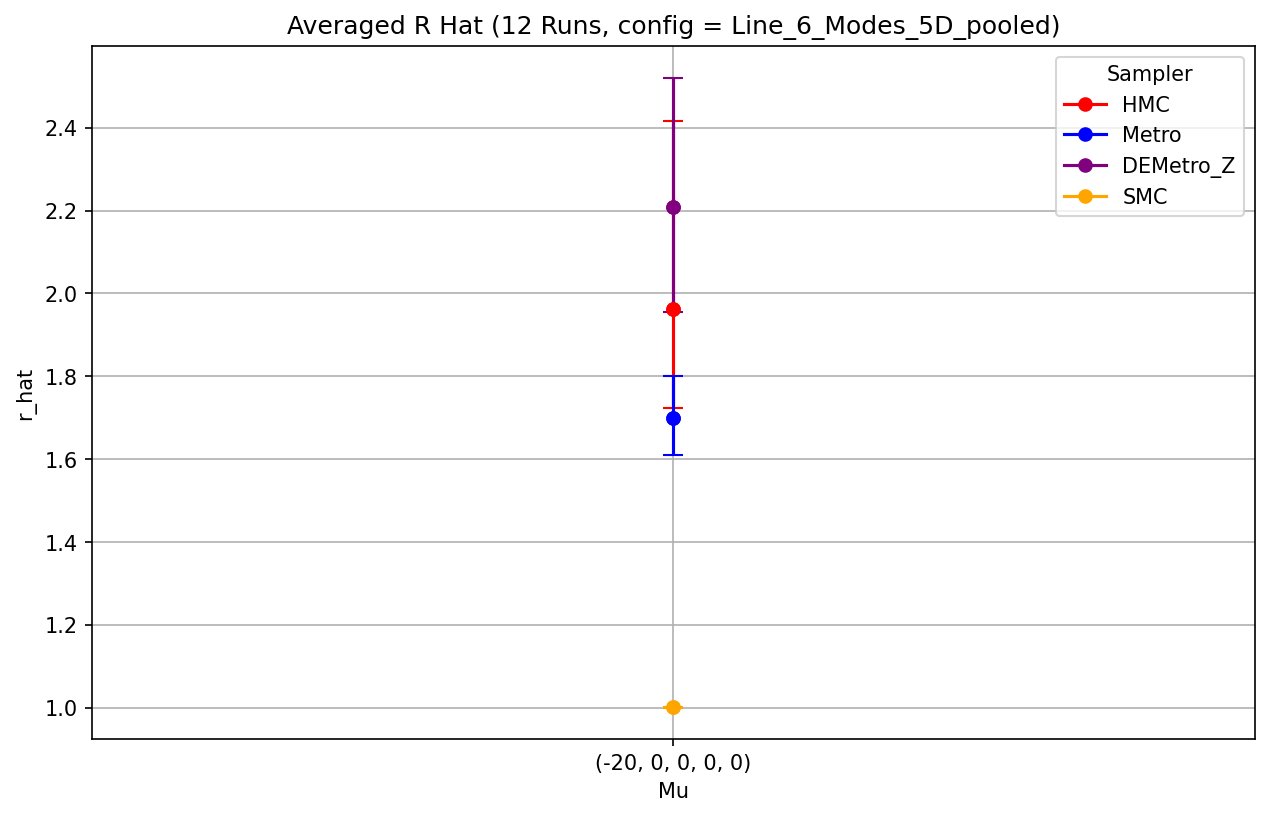 Averaged R Hat (12 Runs, config = Line_6_Modes_5D_pooled)
Sampler
HMC
Metro
DEMetro_Z
SMC
r_hat
2.4
2.2
2.0
1.8
1.6
1.4
1.2
1.0
(-20, 0, 0, 0, 0)
Mu